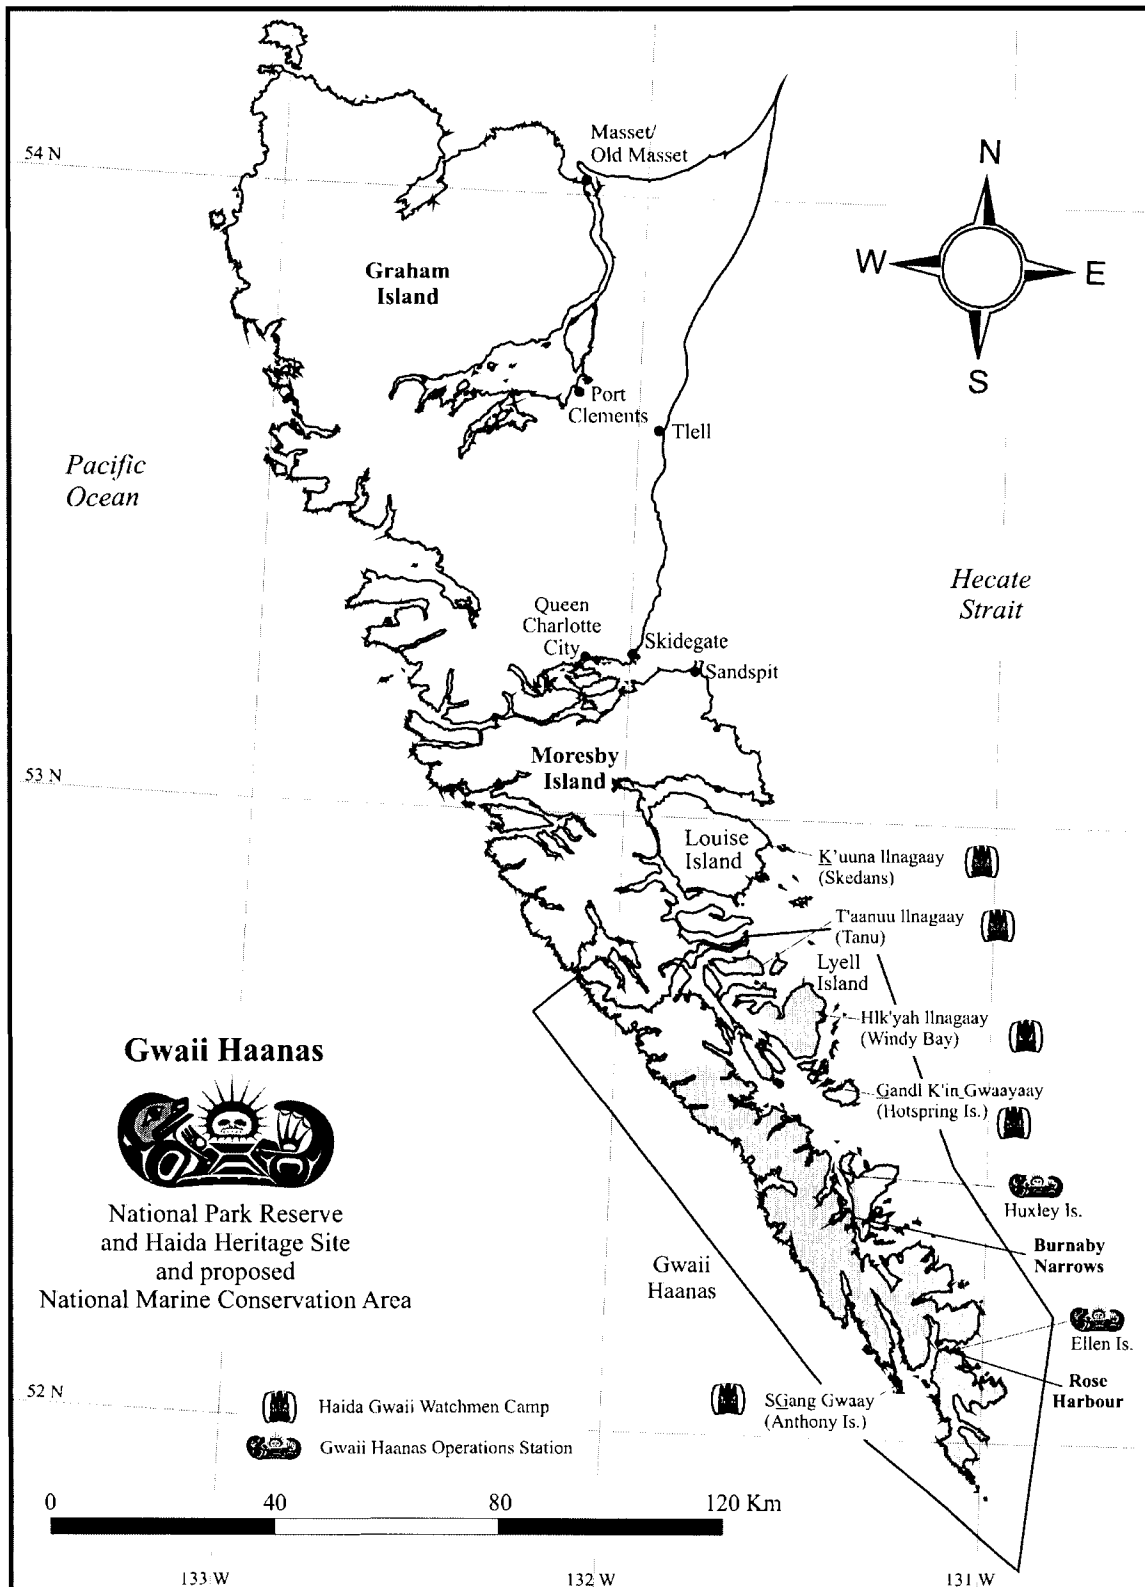 54 N
Masset/
Old Masset
N
W
E
S
Graham
Island
Port
Clements
Tlell
Pacific
Ocean
Hecate
Strait
Queen
Charlotte
City
Skidegate
Sandspit
Moresby
Island
53 N
Louise
Island
K'uuna llnagaay
(Skedans)
T'aanuu llnagaay
(Tanu)
Lyell
Island
Hlk'yah llnagaay
(Windy Bay)
Gandl K'in Gwaayaay
(Hotspring Is.)
Huxley Is.
Burnaby
Narrows
Gwaii
Haanas
Ellen Is.
Rose
Harbour
SGang Gwaay
(Anthony Is.)
Gwaii Haanas
National Park Reserve
and Haida Heritage Site
and proposed
National Marine Conservation Area
52 N
Haida Gwaii Watchmen Camp
Gwaii Haanas Operations Station
0 40 80 120 Km
133 W 132 W 131 W